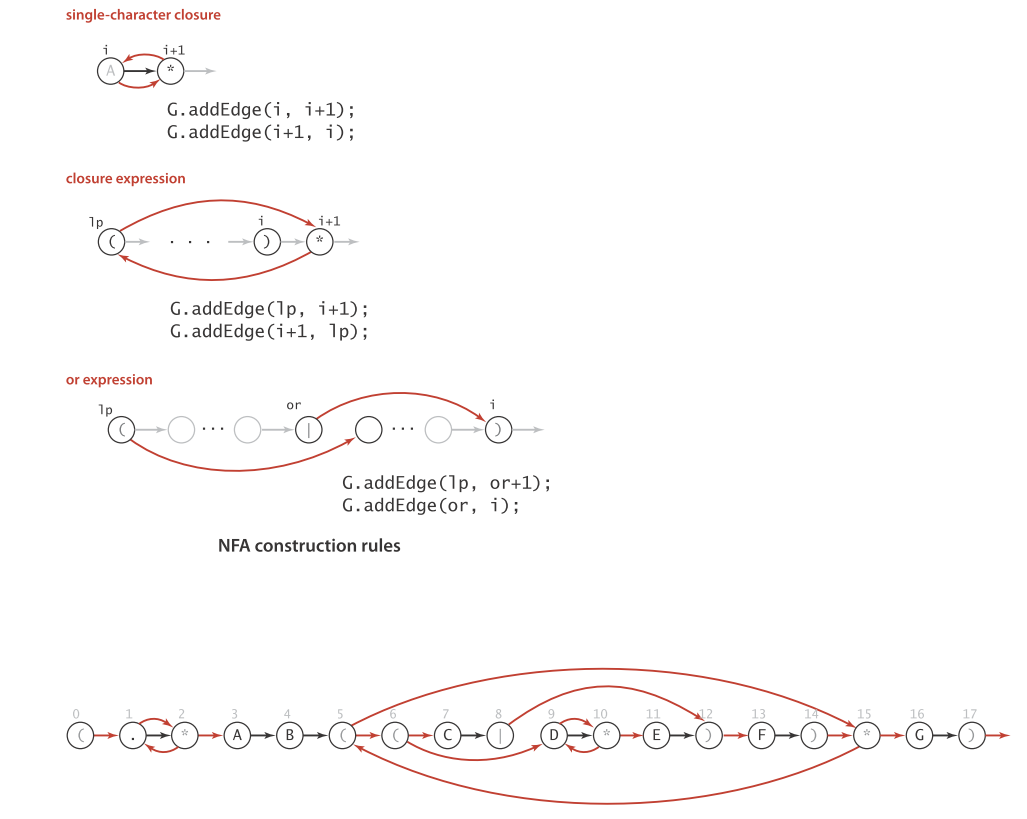 single-character closure
i i+1
A *
G.addEdge(i, i+1);
G.addEdge(i+1, i);
closure expression
lp i i+1
( . . . ) *
G.addEdge(lp, i+1);
G.addEdge(i+1, lp);
or expression
lp or i
( ... | ... )
G.addEdge(lp, or+1);
G.addEdge(or, i);
NFA construction rules
0 1 2 3 4 5 6 7 8 9 10 11 12 13 14 15 16 17
( . * A B ( ( C | D * E ) F ) * G )